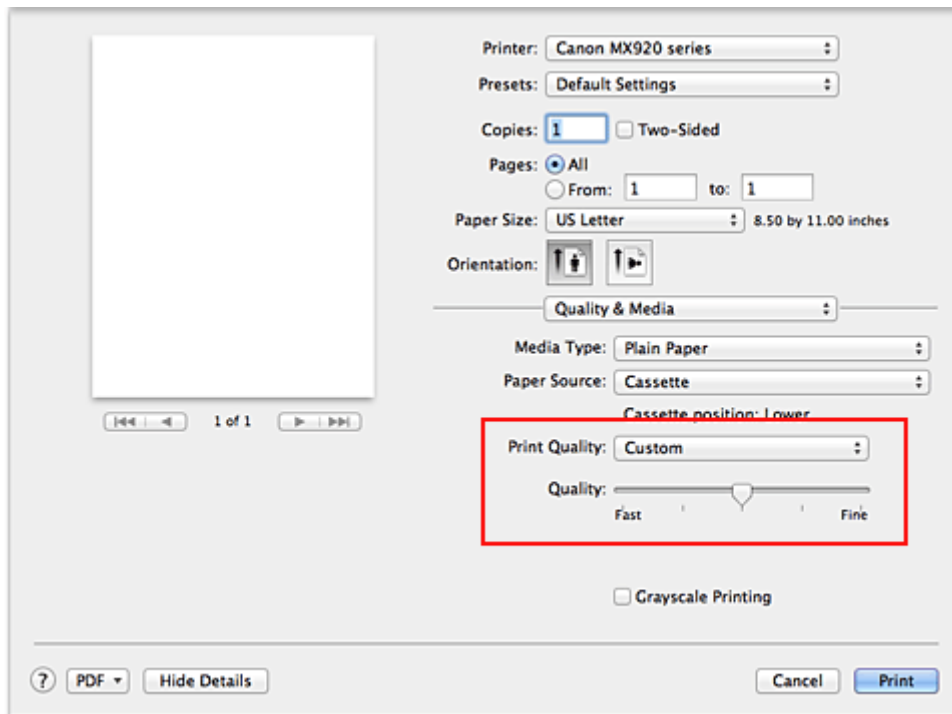 Printer: Canon MX920 series
Presets: Default Settings
Copies: 1 Two-Sided
Pages: All
From: 1 to: 1
Paper Size: US Letter 8.50 by 11.00 inches
Orientation:
Quality & Media
Media Type: Plain Paper
Paper Source: Cassette
Cassette position: Lower
1 of 1
Print Quality: Custom
Quality:
Fast Fine
Grayscale Printing
? PDF Hide Details Cancel Print